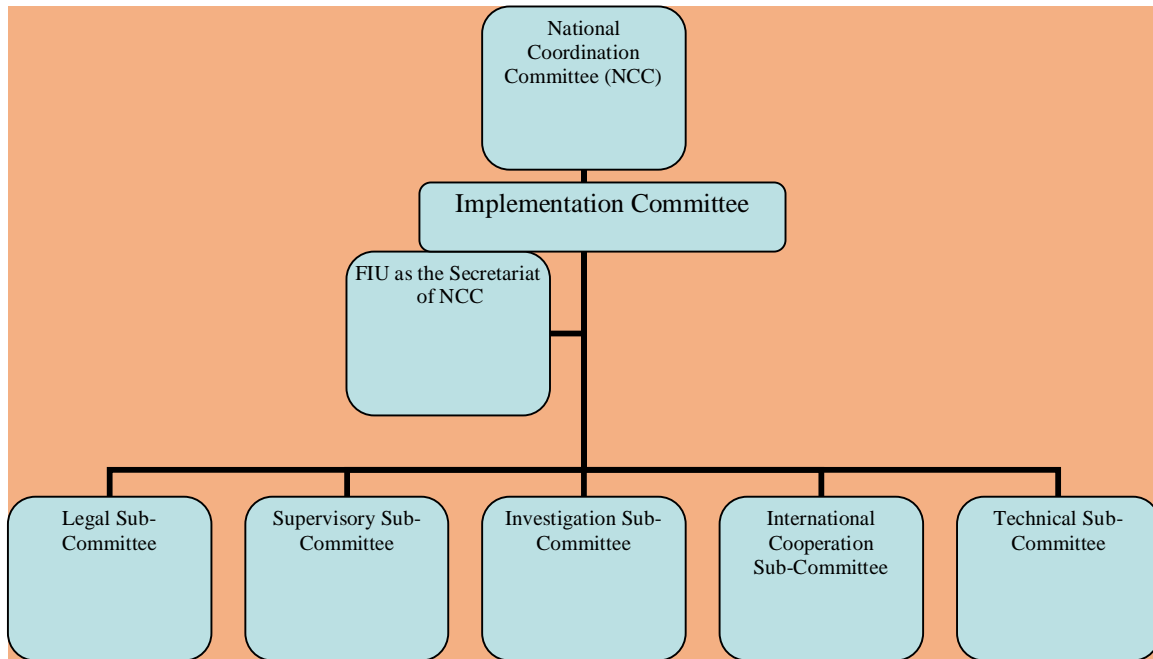 National
Coordination
Committee (NCC)
Implementation Committee
FIU as the Secretariat
of NCC
Legal Sub-
Committee
Supervisory Sub-
Committee
Investigation Sub-
Committee
International
Cooperation
Sub-Committee
Technical Sub-
Committee